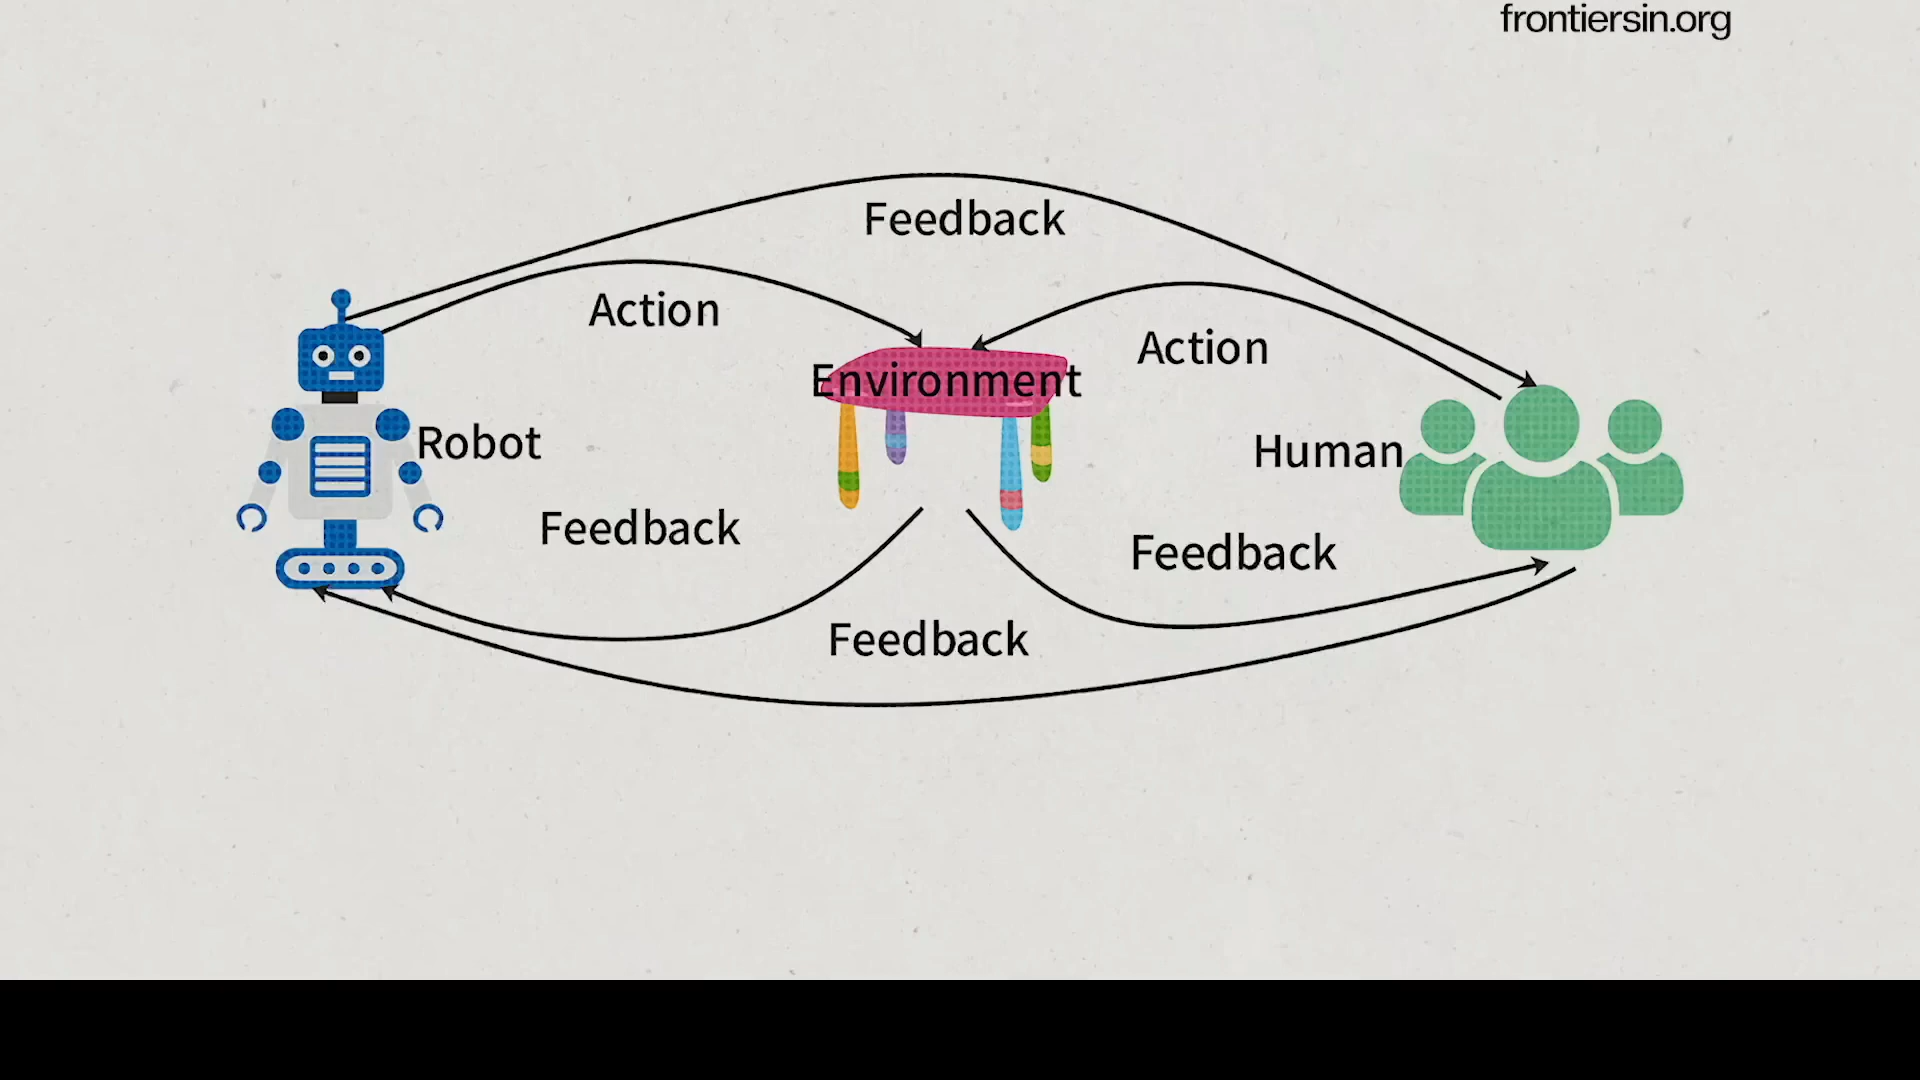 frontiersin.org
Feedback
Action
Action
Environment
Robot
Human
Feedback
Feedback
Feedback